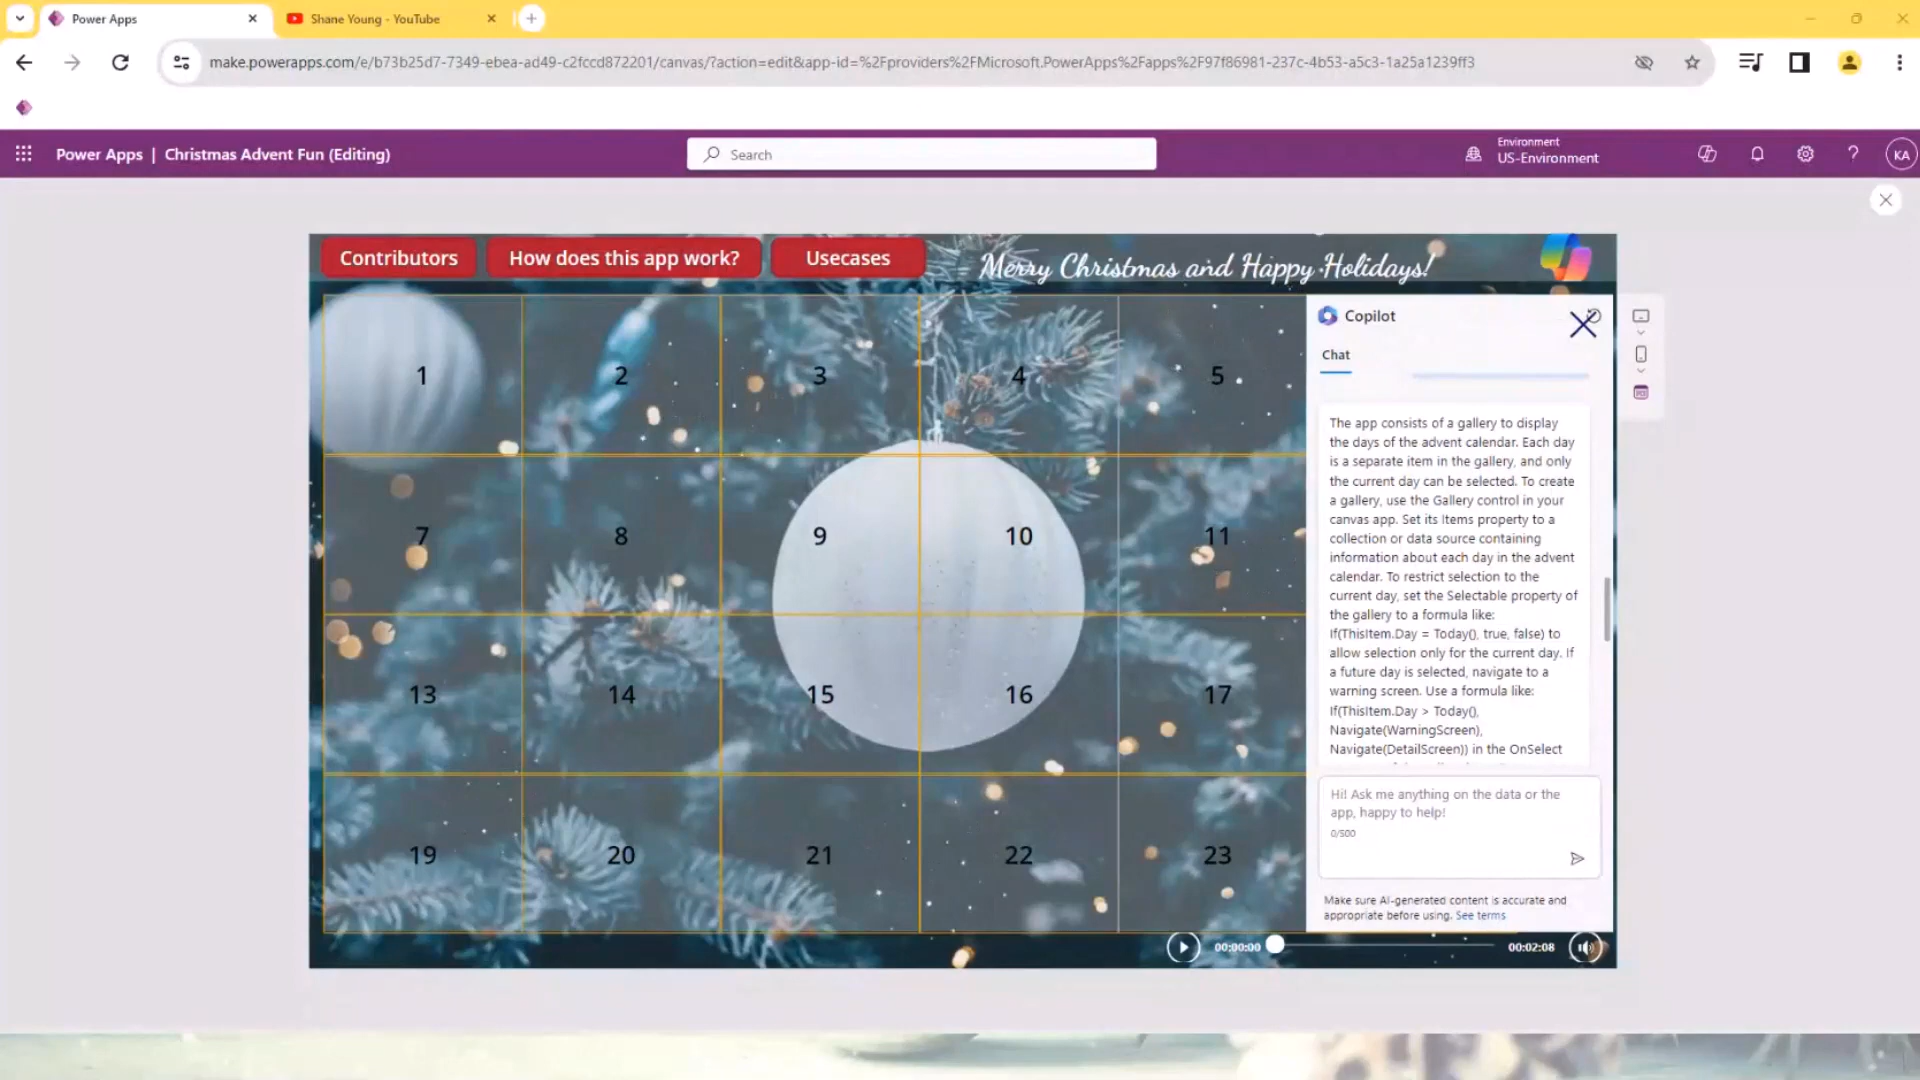 Power Apps
Shane Young - YouTube
make.powerapps.com/e/b73b25d7-7349-ebea-ad49-c2fccd872201/canvas/?action=edit&app-id=%2Fproviders%2FMicrosoft.PowerApps%2Fapps%2F97f86981-237c-4b53-a5c3-1a25a1239ff3
Power Apps | Christmas Advent Fun (Editing)
Search
Environment
US-Environment
KA
Contributors
How does this app work?
Usecases
Merry Christmas and Happy Holidays!
1 2 3 4 5
7 8 9 10 11
13 14 15 16 17
19 20 21 22 23
Copilot
Chat
The app consists of a gallery to display
the days of the advent calendar. Each day
is a separate item in the gallery, and only
the current day can be selected. To create
a gallery, use the Gallery control in your
canvas app. Set its Items property to a
collection or data source containing
information about each day in the advent
calendar. To restrict selection to the
current day, set the Selectable property of
the gallery to a formula like:
If(ThisItem.Day = Today(), true, false) to
allow selection only for the current day. If
a future day is selected, navigate to a
warning screen. Use a formula like:
If(ThisItem.Day > Today(),
Navigate(WarningScreen),
Navigate(DetailScreen)) in the OnSelect
Hi! Ask me anything on the data or the
app, happy to help!
0/500
Make sure AI-generated content is accurate and
appropriate before using. See terms
00:00:00
00:02:08